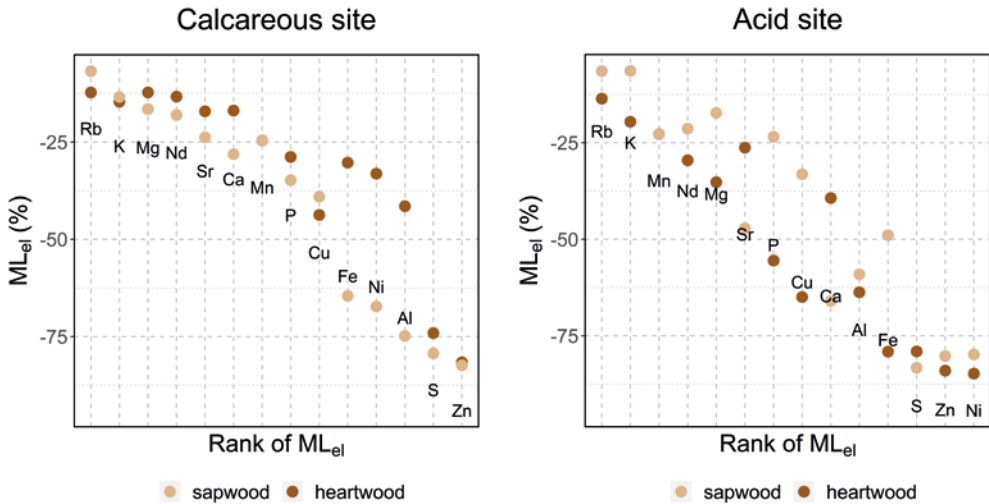 Calcareous site
Acid site
ML_el (%)
-25
-50
-75
Rb
K
Mg
Nd
Sr
Ca
Mn
P
Cu
Fe
Ni
Al
S
Zn
Rank of ML_el
sapwood heartwood
ML_el (%)
-25
-50
-75
Rb
K
Mn
Nd
Mg
Sr
P
Cu
Ca
Al
Fe
S
Zn
Ni
Rank of ML_el
sapwood heartwood